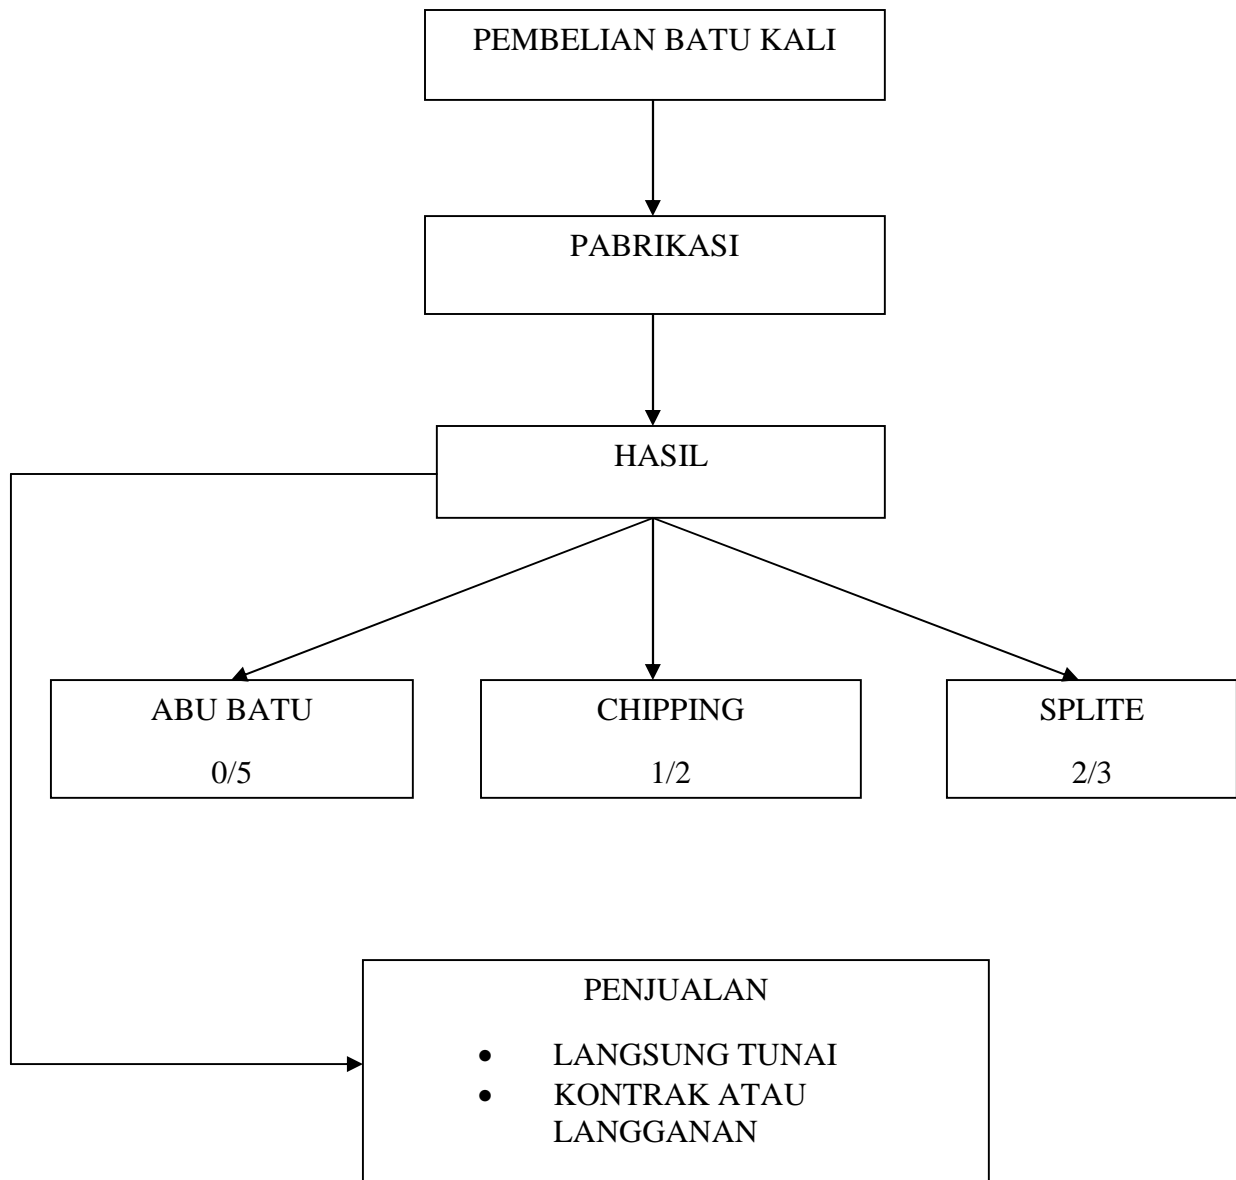 PEMBELIAN BATU KALI
PABRIKASI
HASIL
ABU BATU
0/5
CHIPPING
1/2
SPLITE
2/3
PENJUALAN
• LANGSUNG TUNAI
• KONTRAK ATAU
LANGGANAN